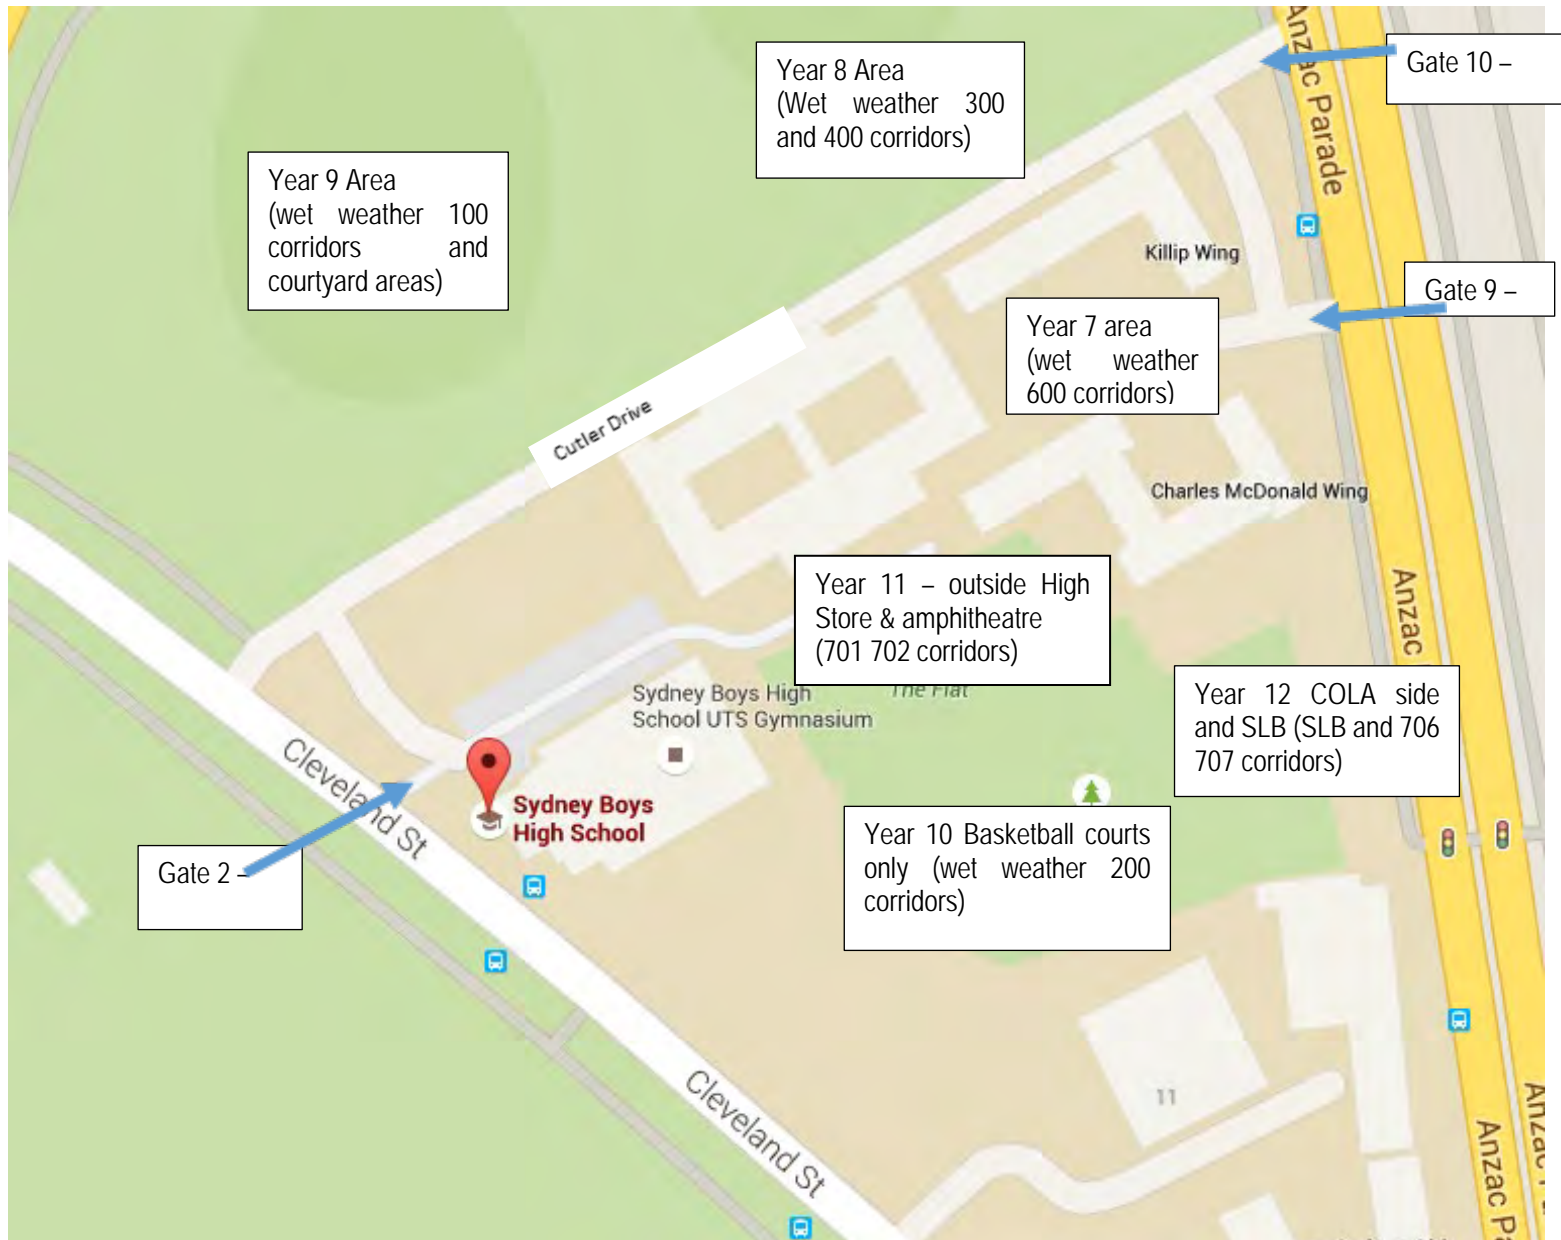 Anzac Parade
Gate 10 –
Year 8 Area
(Wet weather 300
and 400 corridors)
Year 9 Area
(wet weather 100
corridors and
courtyard areas)
Killip Wing
Gate 9 –
Year 7 area
(wet weather
600 corridors)
Cutler Drive
Charles McDonald Wing
Year 11 – outside High
Store & amphitheatre
(701 702 corridors)
Anzac
The Flat
Sydney Boys High
School UTS Gymnasium
Year 12 COLA side
and SLB (SLB and 706
707 corridors)
Cleveland St
Sydney Boys
High School
Year 10 Basketball courts
only (wet weather 200
corridors)
Gate 2 –
11
Cleveland St
Anzac Pa
Anzac